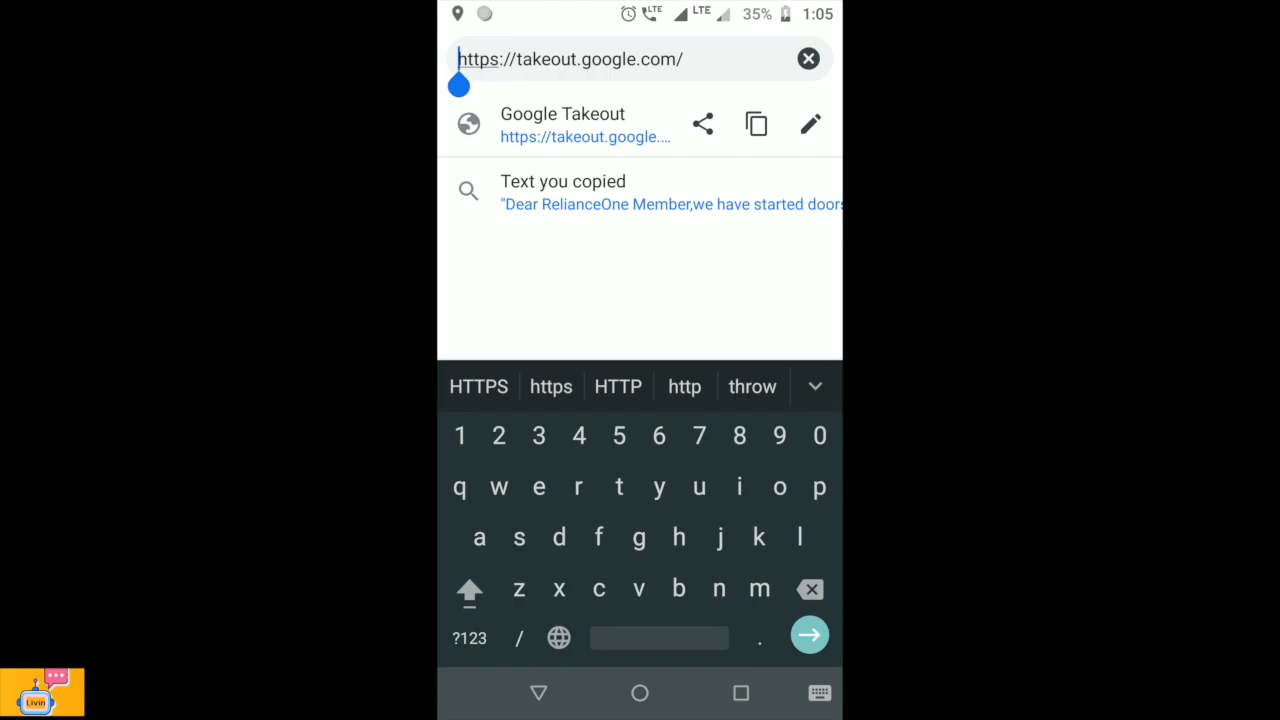 LTE LTE 35% 1:05
https://takeout.google.com/
Google Takeout
https://takeout.google....
Text you copied
"Dear RelianceOne Member,we have started doors
HTTPS https HTTP http throw
1 2 3 4 5 6 7 8 9 0
q w e r t y u i o p
a s d f g h j k l
z x c v b n m
?123 / .
Livin